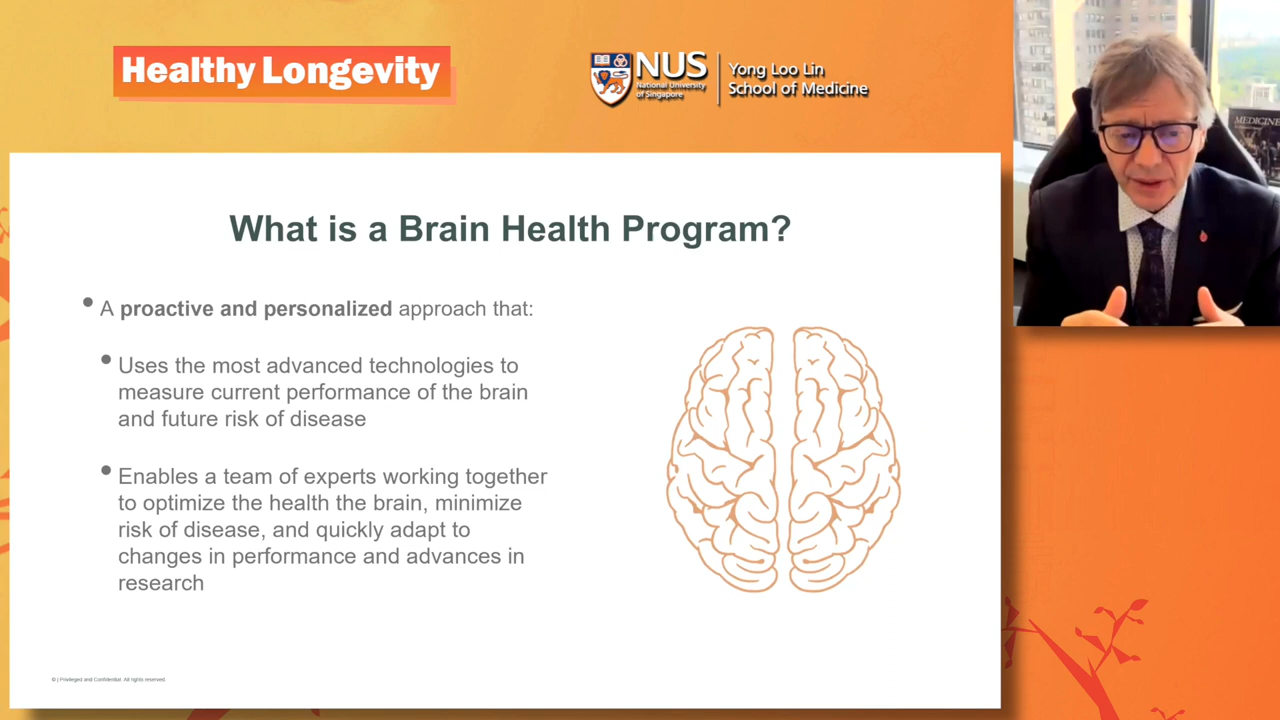 Healthy Longevity
NUS
National University
of Singapore
Yong Loo Lin
School of Medicine
MEDICINE
What is a Brain Health Program?
• A proactive and personalized approach that:
• Uses the most advanced technologies to
measure current performance of the brain
and future risk of disease
• Enables a team of experts working together
to optimize the health the brain, minimize
risk of disease, and quickly adapt to
changes in performance and advances in
research
© | Privileged and Confidential. All rights reserved.